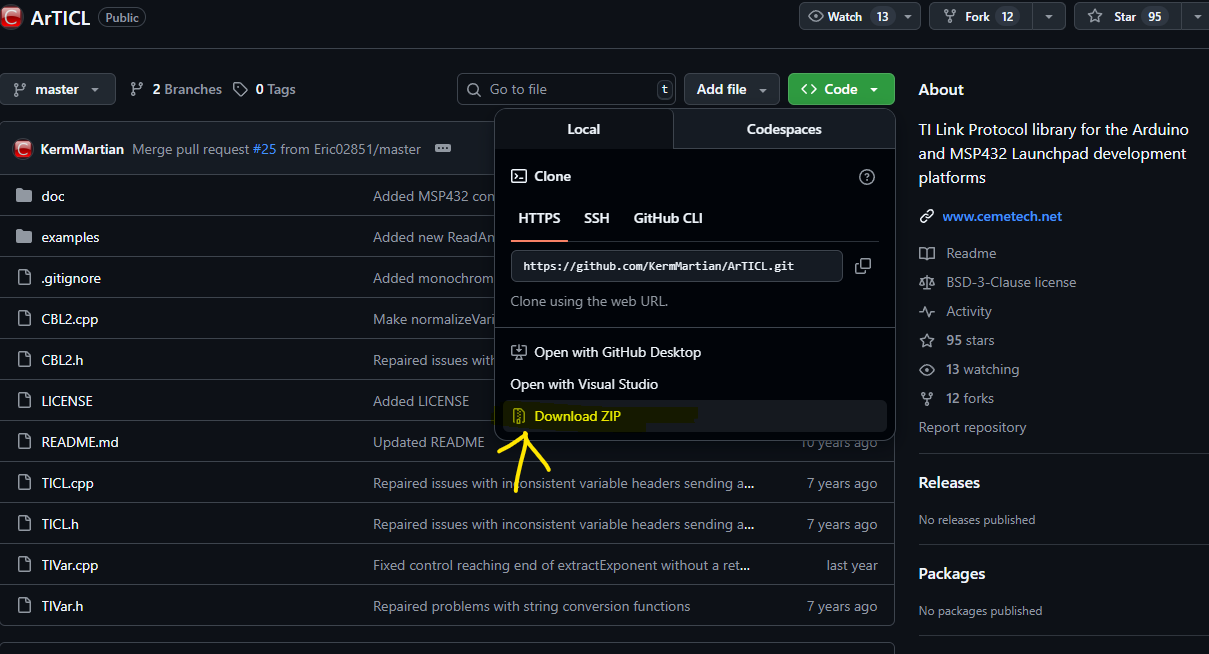 ArTICL Public Watch 13 Fork 12 Star 95
master 2 Branches 0 Tags Go to file t Add file Code
KermMartian Merge pull request #25 from Eric02851/master
doc Added MSP432 con
examples Added new ReadAn
.gitignore Added monochrom
CBL2.cpp Make normalizeVari
CBL2.h Repaired issues with
LICENSE Added LICENSE
README.md Updated README 10 years ago
TICL.cpp Repaired issues with inconsistent variable headers sending a... 7 years ago
TICL.h Repaired issues with inconsistent variable headers sending a... 7 years ago
TIVar.cpp Fixed control reaching end of extractExponent without a ret... last year
TIVar.h Repaired problems with string conversion functions 7 years ago
Local Codespaces
Clone
HTTPS SSH GitHub CLI
https://github.com/KermMartian/ArTICL.git
Clone using the web URL.
Open with GitHub Desktop
Open with Visual Studio
Download ZIP
About
TI Link Protocol library for the Arduino
and MSP432 Launchpad development
platforms
www.cemetech.net
Readme
BSD-3-Clause license
Activity
95 stars
13 watching
12 forks
Report repository
Releases
No releases published
Packages
No packages published